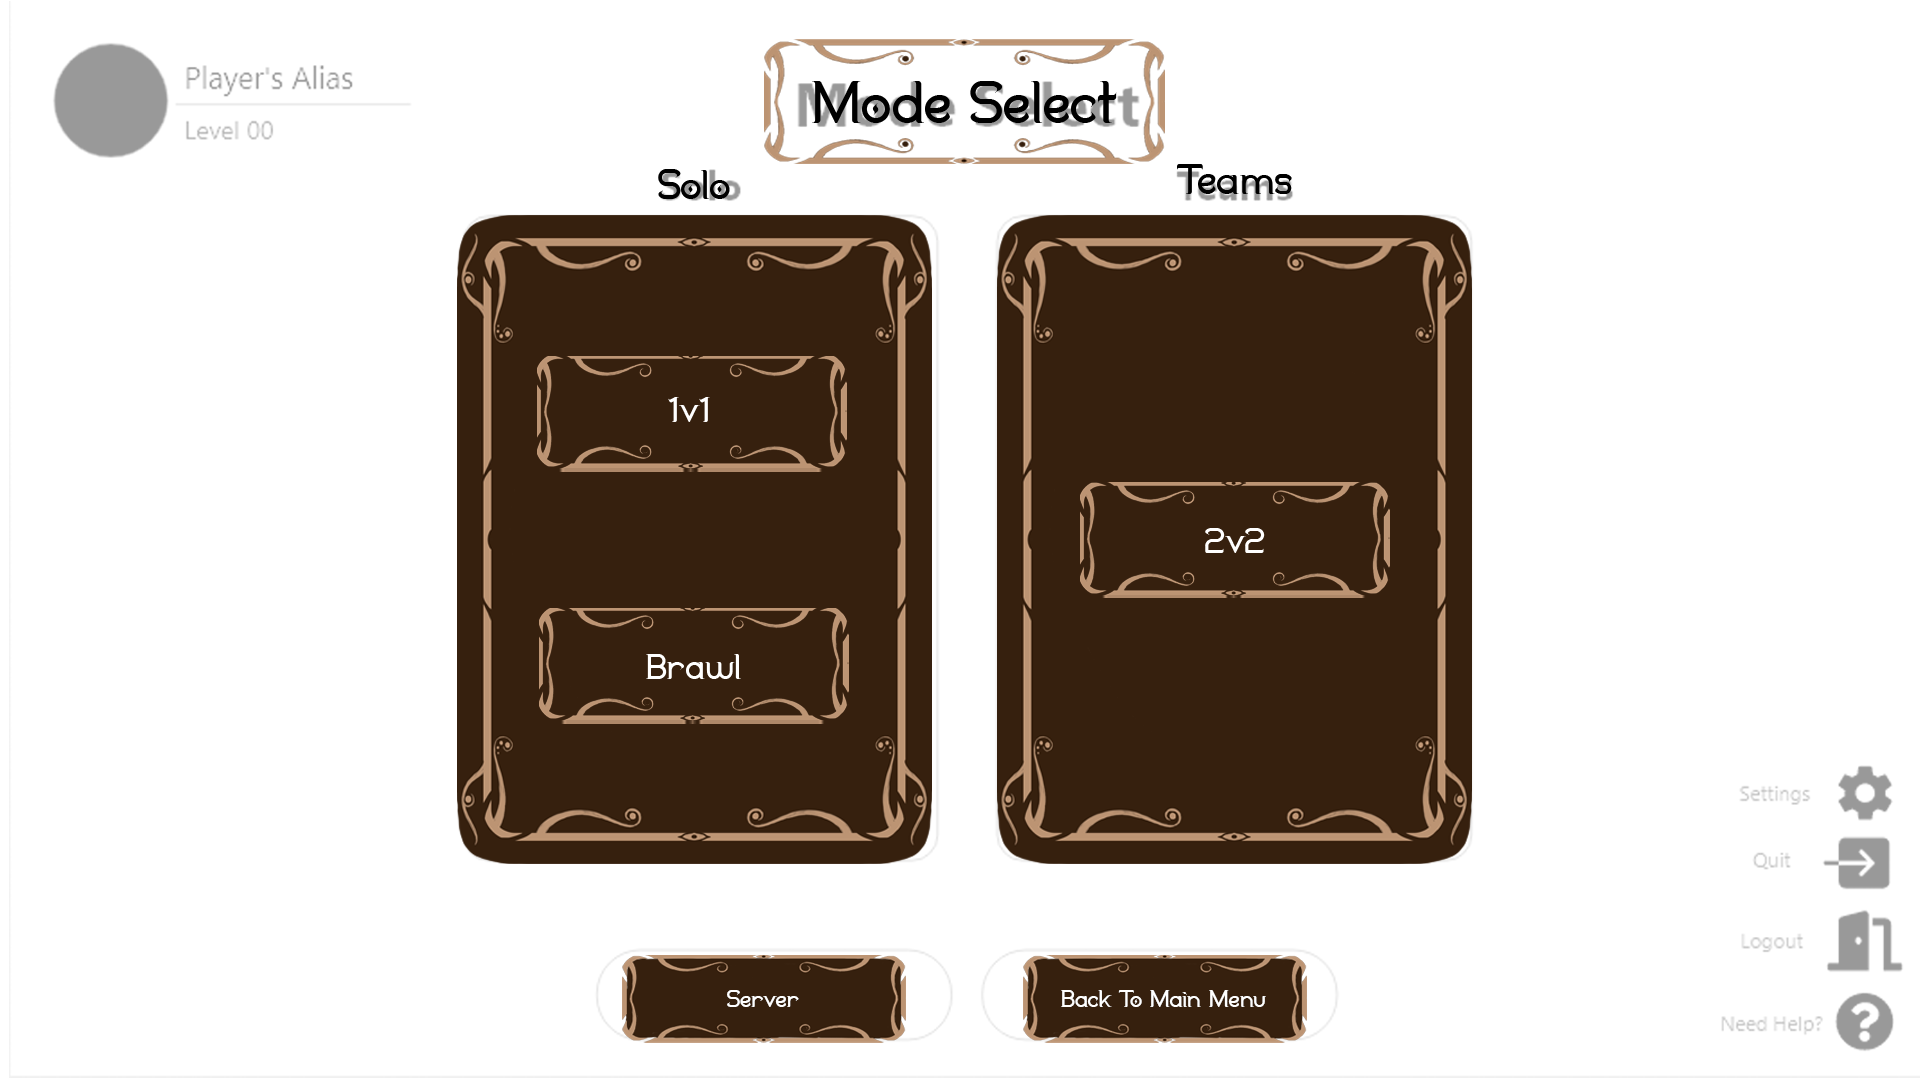 Player's Alias
Level 00
Mode Select
Solo
Teams
1v1
2v2
Brawl
Settings
Quit
Logout
Need Help?
Server
Back To Main Menu